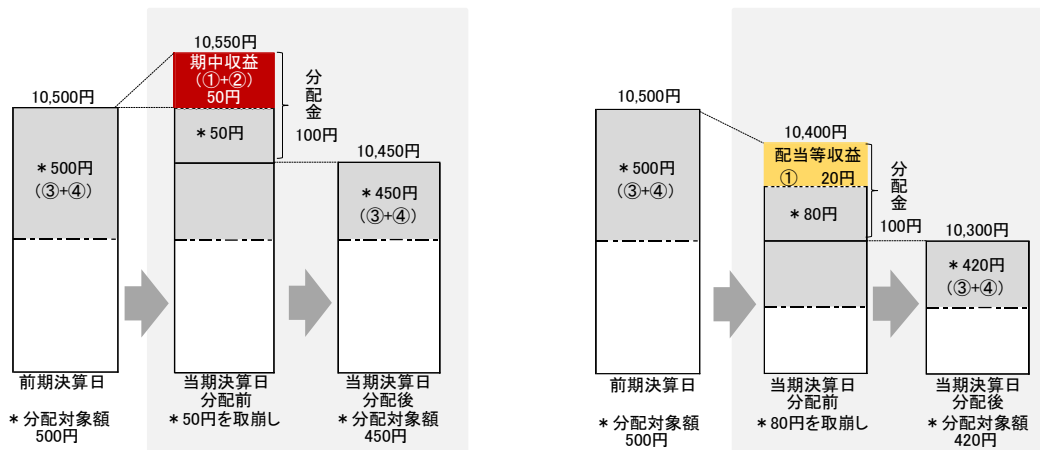 10,550円
期中収益
(①+②)
50円
分配金
100円
10,500円
＊500円
(③+④)
＊50円
10,450円
＊450円
(③+④)
前期決算日
当期決算日
分配前
当期決算日
分配後
＊分配対象額
500円
＊50円を取崩し
＊分配対象額
450円
10,500円
＊500円
(③+④)
10,400円
配当等収益
① 20円
分配金
100円
＊80円
10,300円
＊420円
(③+④)
前期決算日
当期決算日
分配前
当期決算日
分配後
＊分配対象額
500円
＊80円を取崩し
＊分配対象額
420円